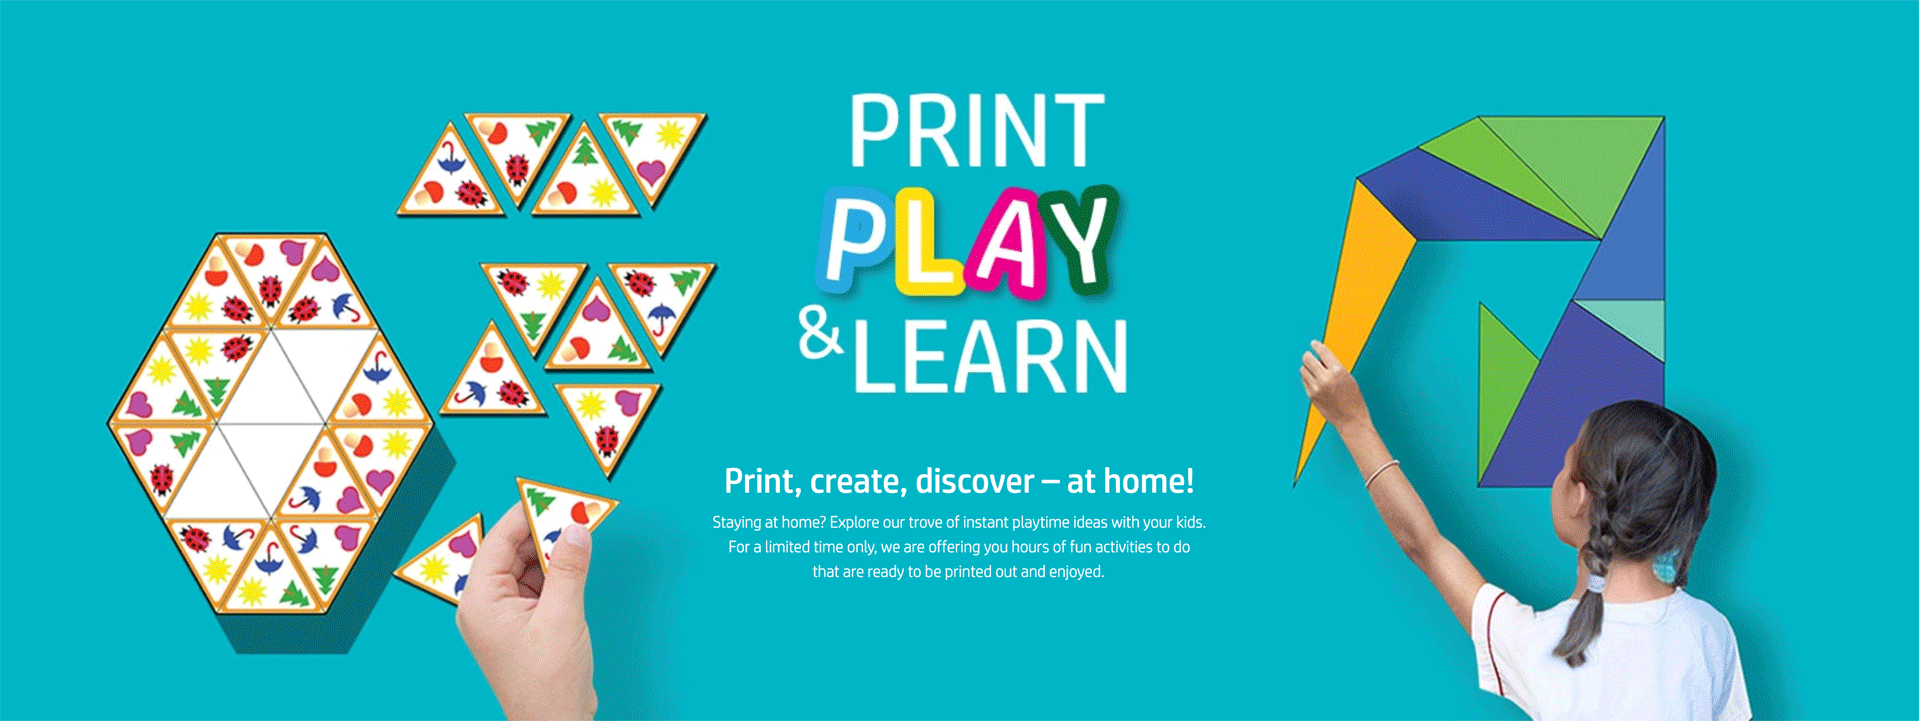 PRINT
PLAY
& LEARN
Print, create, discover – at home!
Staying at home? Explore our trove of instant playtime ideas with your kids.
For a limited time only, we are offering you hours of fun activities to do
that are ready to be printed out and enjoyed.